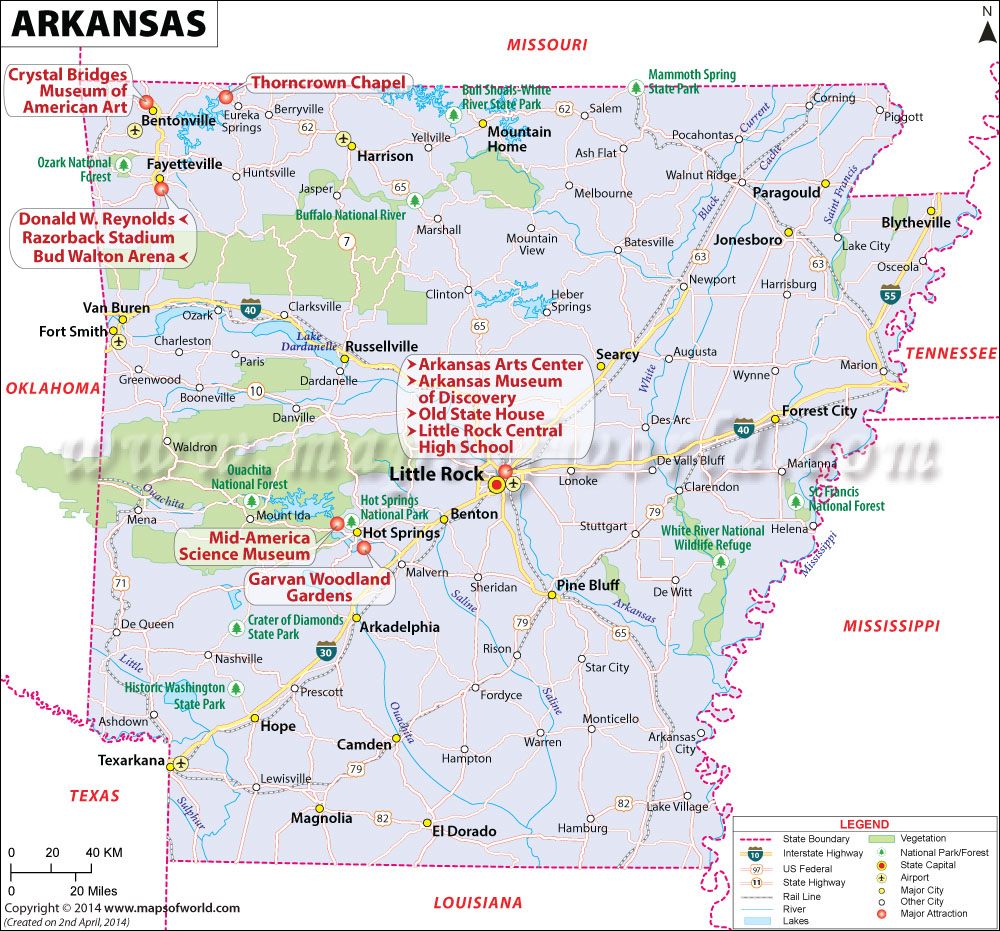 ARKANSAS
N
MISSOURI
Crystal Bridges
Museum of
American Art
Thorncrown Chapel
Bull Shoals-White
River State Park
Mammoth Spring
State Park
Bentonville
Eureka
Springs
Berryville
62
Harrison
Yellville
Mountain
Home
62
Salem
Corning
Piggott
Pocahontas
Current
Cache
Ash Flat
Walnut Ridge
Paragould
Saint Francis
Ozark National
Forest
Fayetteville
Huntsville
Jasper
65
Buffalo National River
Melbourne
Black
Blytheville
Donald W. Reynolds
Razorback Stadium
Bud Walton Arena
7
Marshall
Mountain
View
Batesville
Jonesboro
Lake City
63
63
Osceola
Newport
Harrisburg
55
Clinton
Heber
Springs
Van Buren
Fort Smith
Ozark
40
Clarksville
Lake
Dardanelle
65
Charleston
Paris
Russellville
Searcy
White
Augusta
Wynne
Marion
TENNESSEE
OKLAHOMA
Greenwood
Booneville
10
Dardanelle
Danville
Arkansas Arts Center
Arkansas Museum
of Discovery
Old State House
Little Rock Central
High School
Des Arc
Forrest City
40
www.mapsofworld.com
Waldron
Little Rock
Lonoke
De Valls Bluff
Marianna
Ouachita
Ouachita
National Forest
Mena
Mount Ida
Hot Springs
National Park
Hot Springs
Benton
Clarendon
St. Francis
National Forest
Stuttgart
79
White River National
Wildlife Refuge
Helena
Mississippi
Mid-America
Science Museum
Garvan Woodland
Gardens
Malvern
Sheridan
Saline
Pine Bluff
Arkansas
De Witt
71
De Queen
Crater of Diamonds
State Park
Arkadelphia
30
79
65
MISSISSIPPI
Rison
Star City
Little
Nashville
Historic Washington
State Park
Prescott
Fordyce
Saline
Ashdown
Hope
Ouachita
Camden
Monticello
Warren
Arkansas
City
Texarkana
79
Hampton
TEXAS
Sulphur
Lewisville
Magnolia
82
El Dorado
82
Hamburg
Lake Village
LOUISIANA
0 20 40 KM
0 20 Miles
Copyright © 2014 www.mapsofworld.com
(Created on 2nd April, 2014)
LEGEND
State Boundary
10 Interstate Highway
97 US Federal
11 State Highway
Rail Line
River
Lakes
Vegetation
National Park/Forest
State Capital
Airport
Major City
Other City
Major Attraction